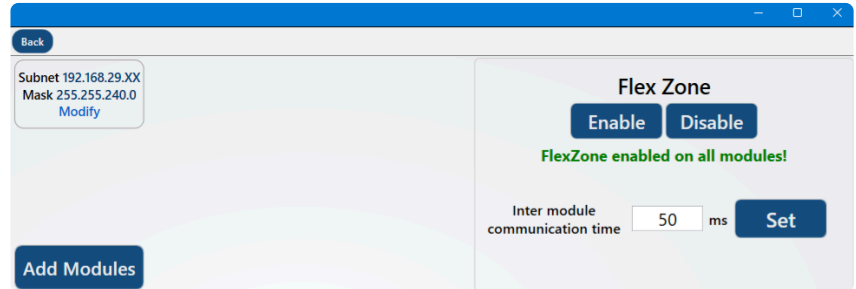 Back
Subnet 192.168.29.XX
Mask 255.255.240.0
Modify
Add Modules
Flex Zone
Enable Disable
FlexZone enabled on all modules!
Inter module
communication time 50 ms Set